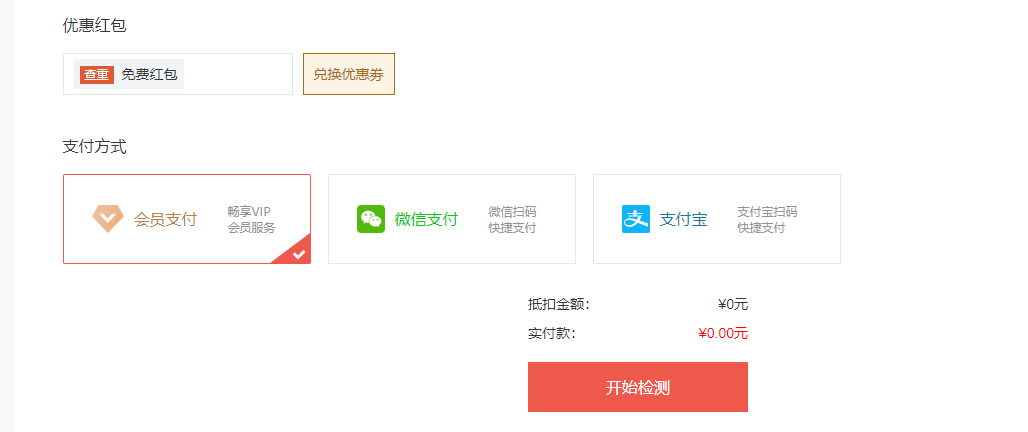 优惠红包
查重 免费红包
兑换优惠劵
支付方式
会员支付
畅享VIP
会员服务
微信支付
微信扫码
快捷支付
支付宝
支付宝扫码
快捷支付
抵扣金额: ¥0元
实付款: ¥0.00元
开始检测